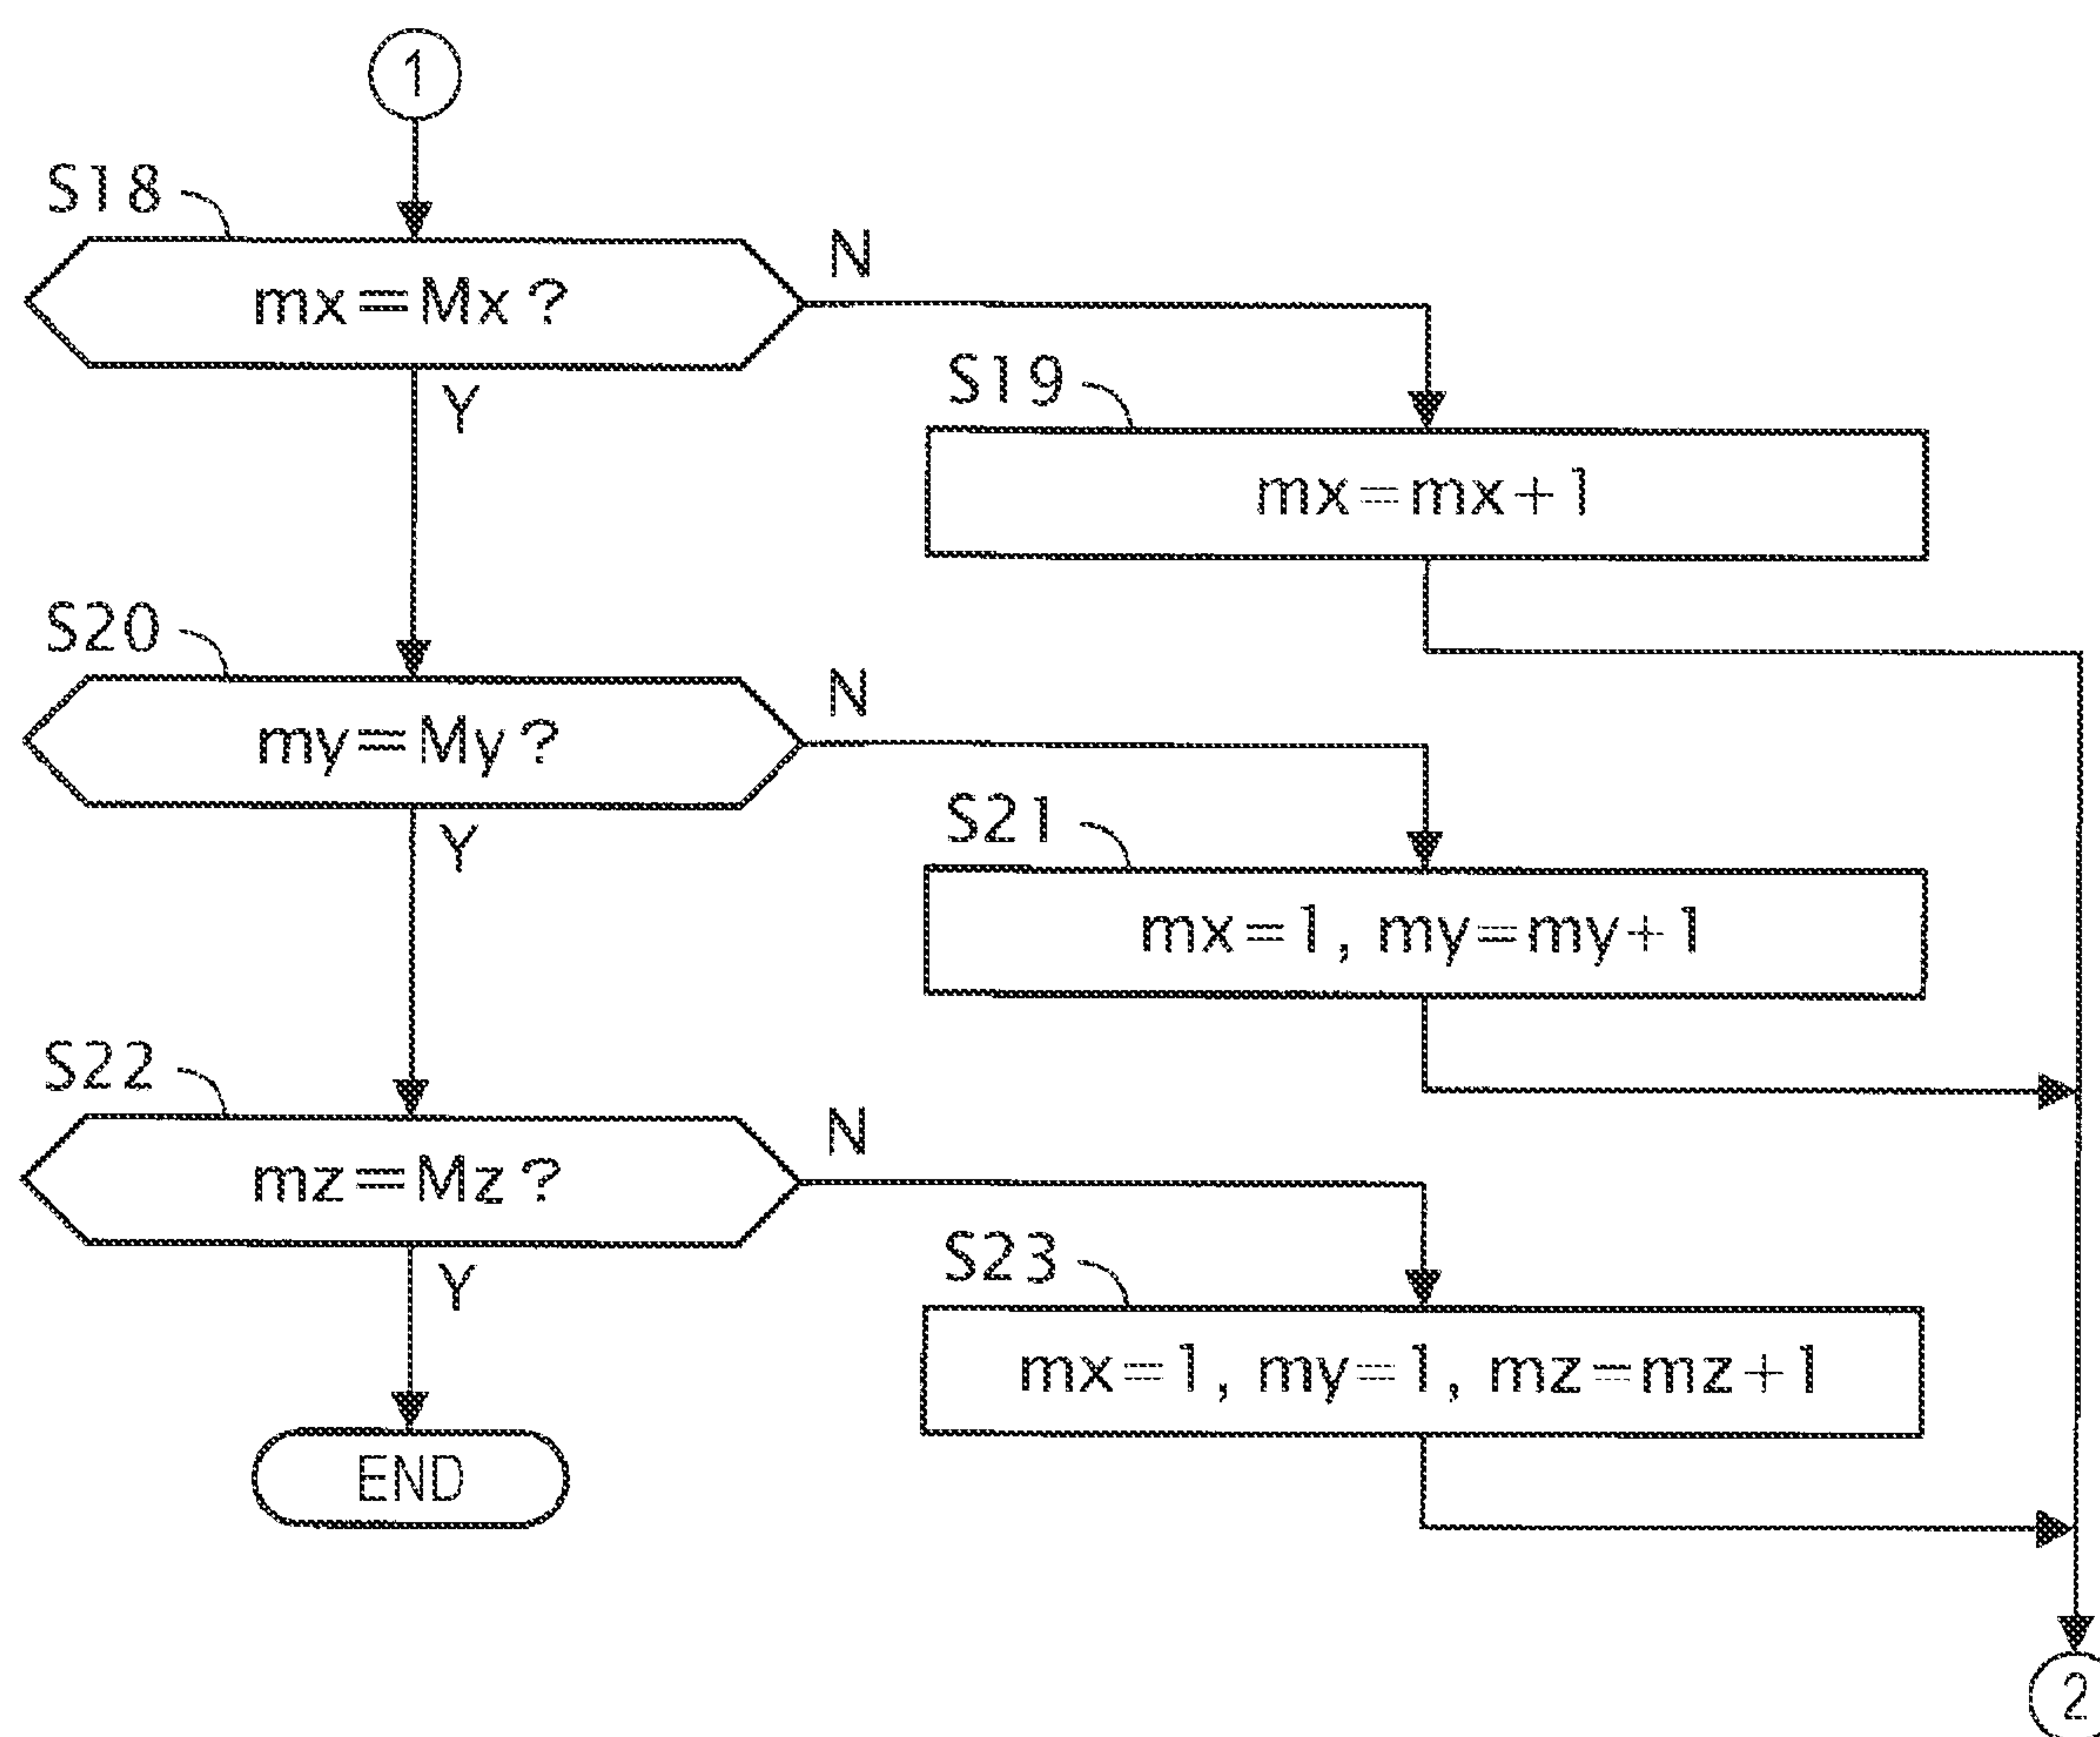 1
S18
mx=Mx?
N
Y
S19
mx=mx+1
S20
my=My?
N
Y
S21
mx=1, my=my+1
S22
mz=Mz?
N
Y
S23
mx=1, my=1, mz=mz+1
END
2